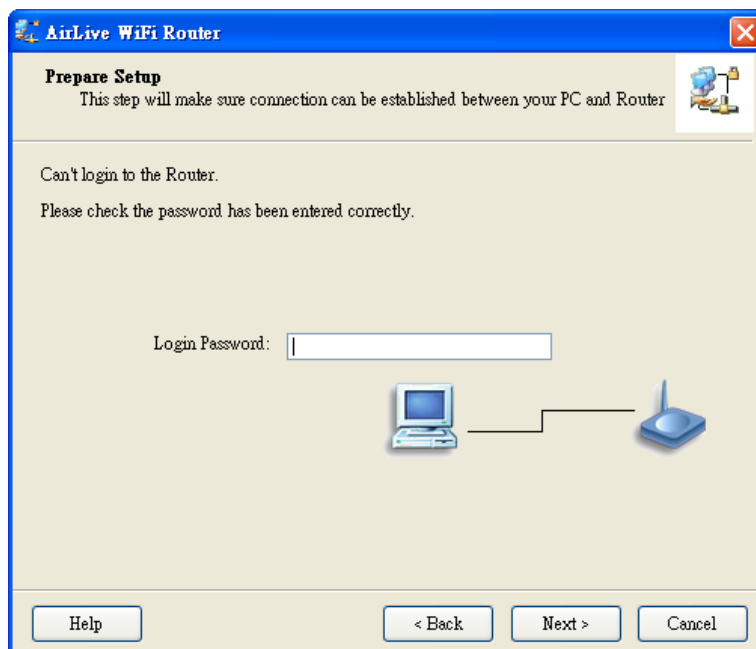 AirLive WiFi Router
Prepare Setup
This step will make sure connection can be established between your PC and Router
Can't login to the Router.
Please check the password has been entered correctly.
Login Password:
Help
< Back
Next >
Cancel